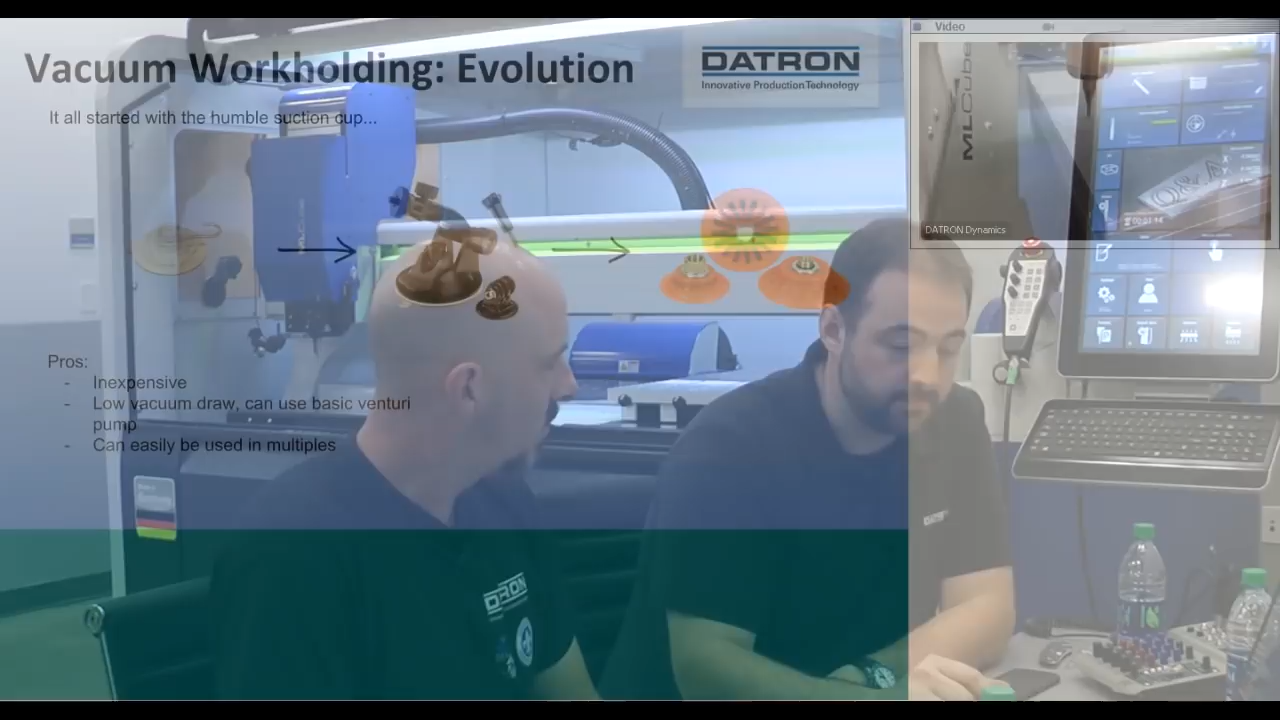 Vacuum Workholding: Evolution
DATRON
Innovative Production Technology
It all started with the humble suction cup...
Pros:
- Inexpensive
- Low vacuum draw, can use basic venturi
pump
- Can easily be used in multiples
Video
MLCube
Q&A
DATRON Dynamics
DATRON